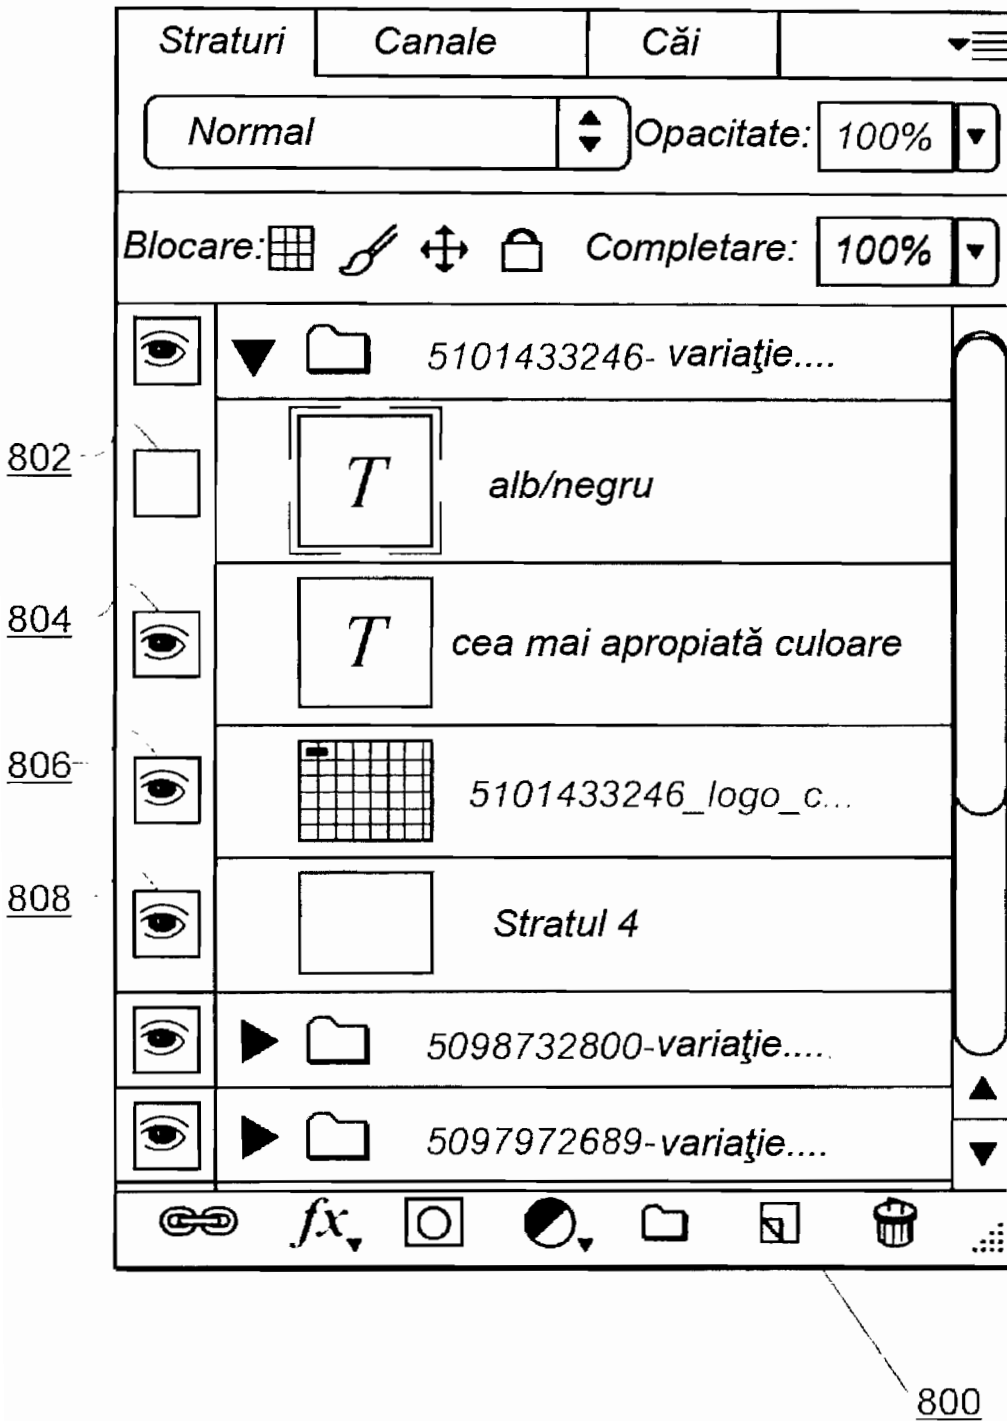 Straturi Canale Căi
Normal Opacitate: 100%
Blocare: Completare: 100%
5101433246- variaţie....
802
T alb/negru
804
T cea mai apropiată culoare
806
5101433246_logo_c...
808
Stratul 4
5098732800-variaţie....
5097972689-variaţie....
fx
800